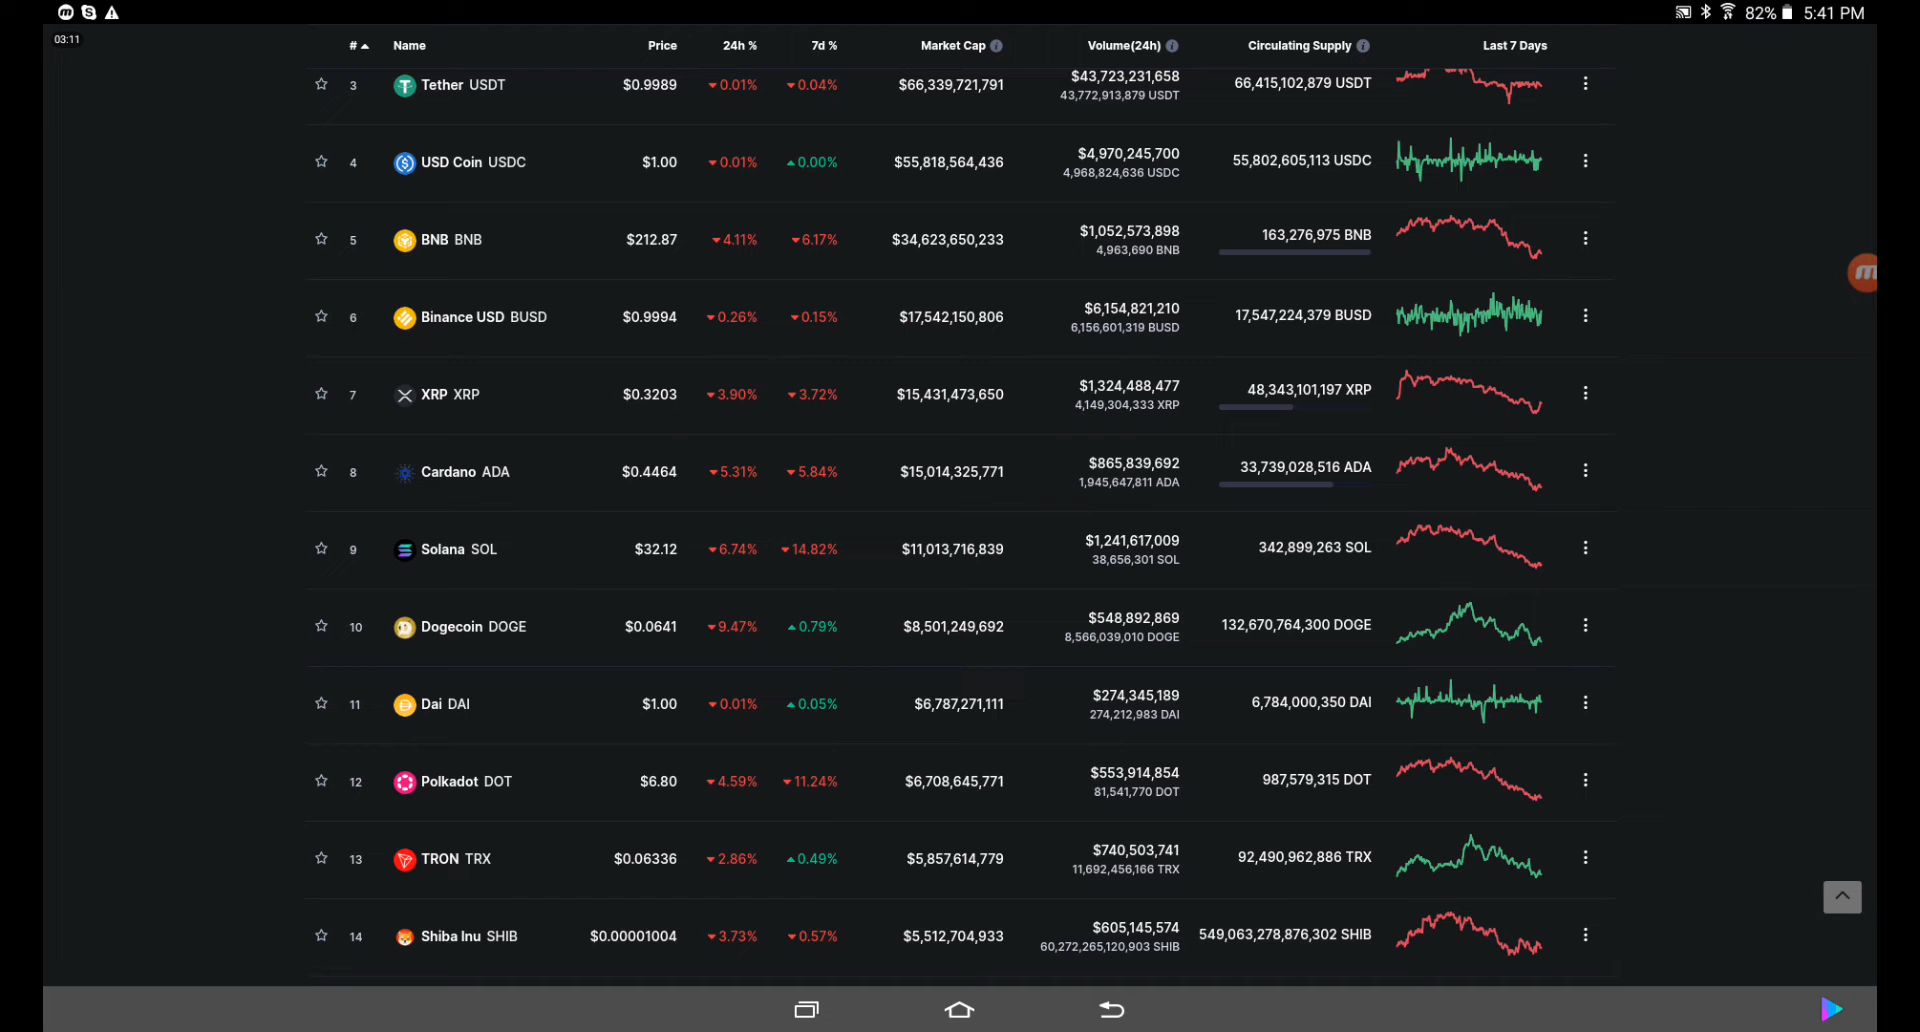 82% 5:41 PM
03:11
# Name Price 24h % 7d % Market Cap Volume(24h) Circulating Supply Last 7 Days
3 Tether USDT $0.9989 0.01% 0.04% $66,339,721,791 $43,723,231,658 66,415,102,879 USDT
43,772,913,879 USDT
4 USD Coin USDC $1.00 0.01% 0.00% $55,818,564,436 $4,970,245,700 55,802,605,113 USDC
4,968,824,636 USDC
5 BNB BNB $212.87 4.11% 6.17% $34,623,650,233 $1,052,573,898 163,276,975 BNB
4,963,690 BNB
6 Binance USD BUSD $0.9994 0.26% 0.15% $17,542,150,806 $6,154,821,210 17,547,224,379 BUSD
6,156,601,319 BUSD
7 XRP XRP $0.3203 3.90% 3.72% $15,431,473,650 $1,324,488,477 48,343,101,197 XRP
4,149,304,333 XRP
8 Cardano ADA $0.4464 5.31% 5.84% $15,014,325,771 $865,839,692 33,739,028,516 ADA
1,945,647,811 ADA
9 Solana SOL $32.12 6.74% 14.82% $11,013,716,839 $1,241,617,009 342,899,263 SOL
38,656,301 SOL
10 Dogecoin DOGE $0.0641 9.47% 0.79% $8,501,249,692 $548,892,869 132,670,764,300 DOGE
8,566,039,010 DOGE
11 Dai DAI $1.00 0.01% 0.05% $6,787,271,111 $274,345,189 6,784,000,350 DAI
274,212,983 DAI
12 Polkadot DOT $6.80 4.59% 11.24% $6,708,645,771 $553,914,854 987,579,315 DOT
81,541,770 DOT
13 TRON TRX $0.06336 2.86% 0.49% $5,857,614,779 $740,503,741 92,490,962,886 TRX
11,692,456,166 TRX
14 Shiba Inu SHIB $0.00001004 3.73% 0.57% $5,512,704,933 $605,145,574 549,063,278,876,302 SHIB
60,272,265,120,903 SHIB